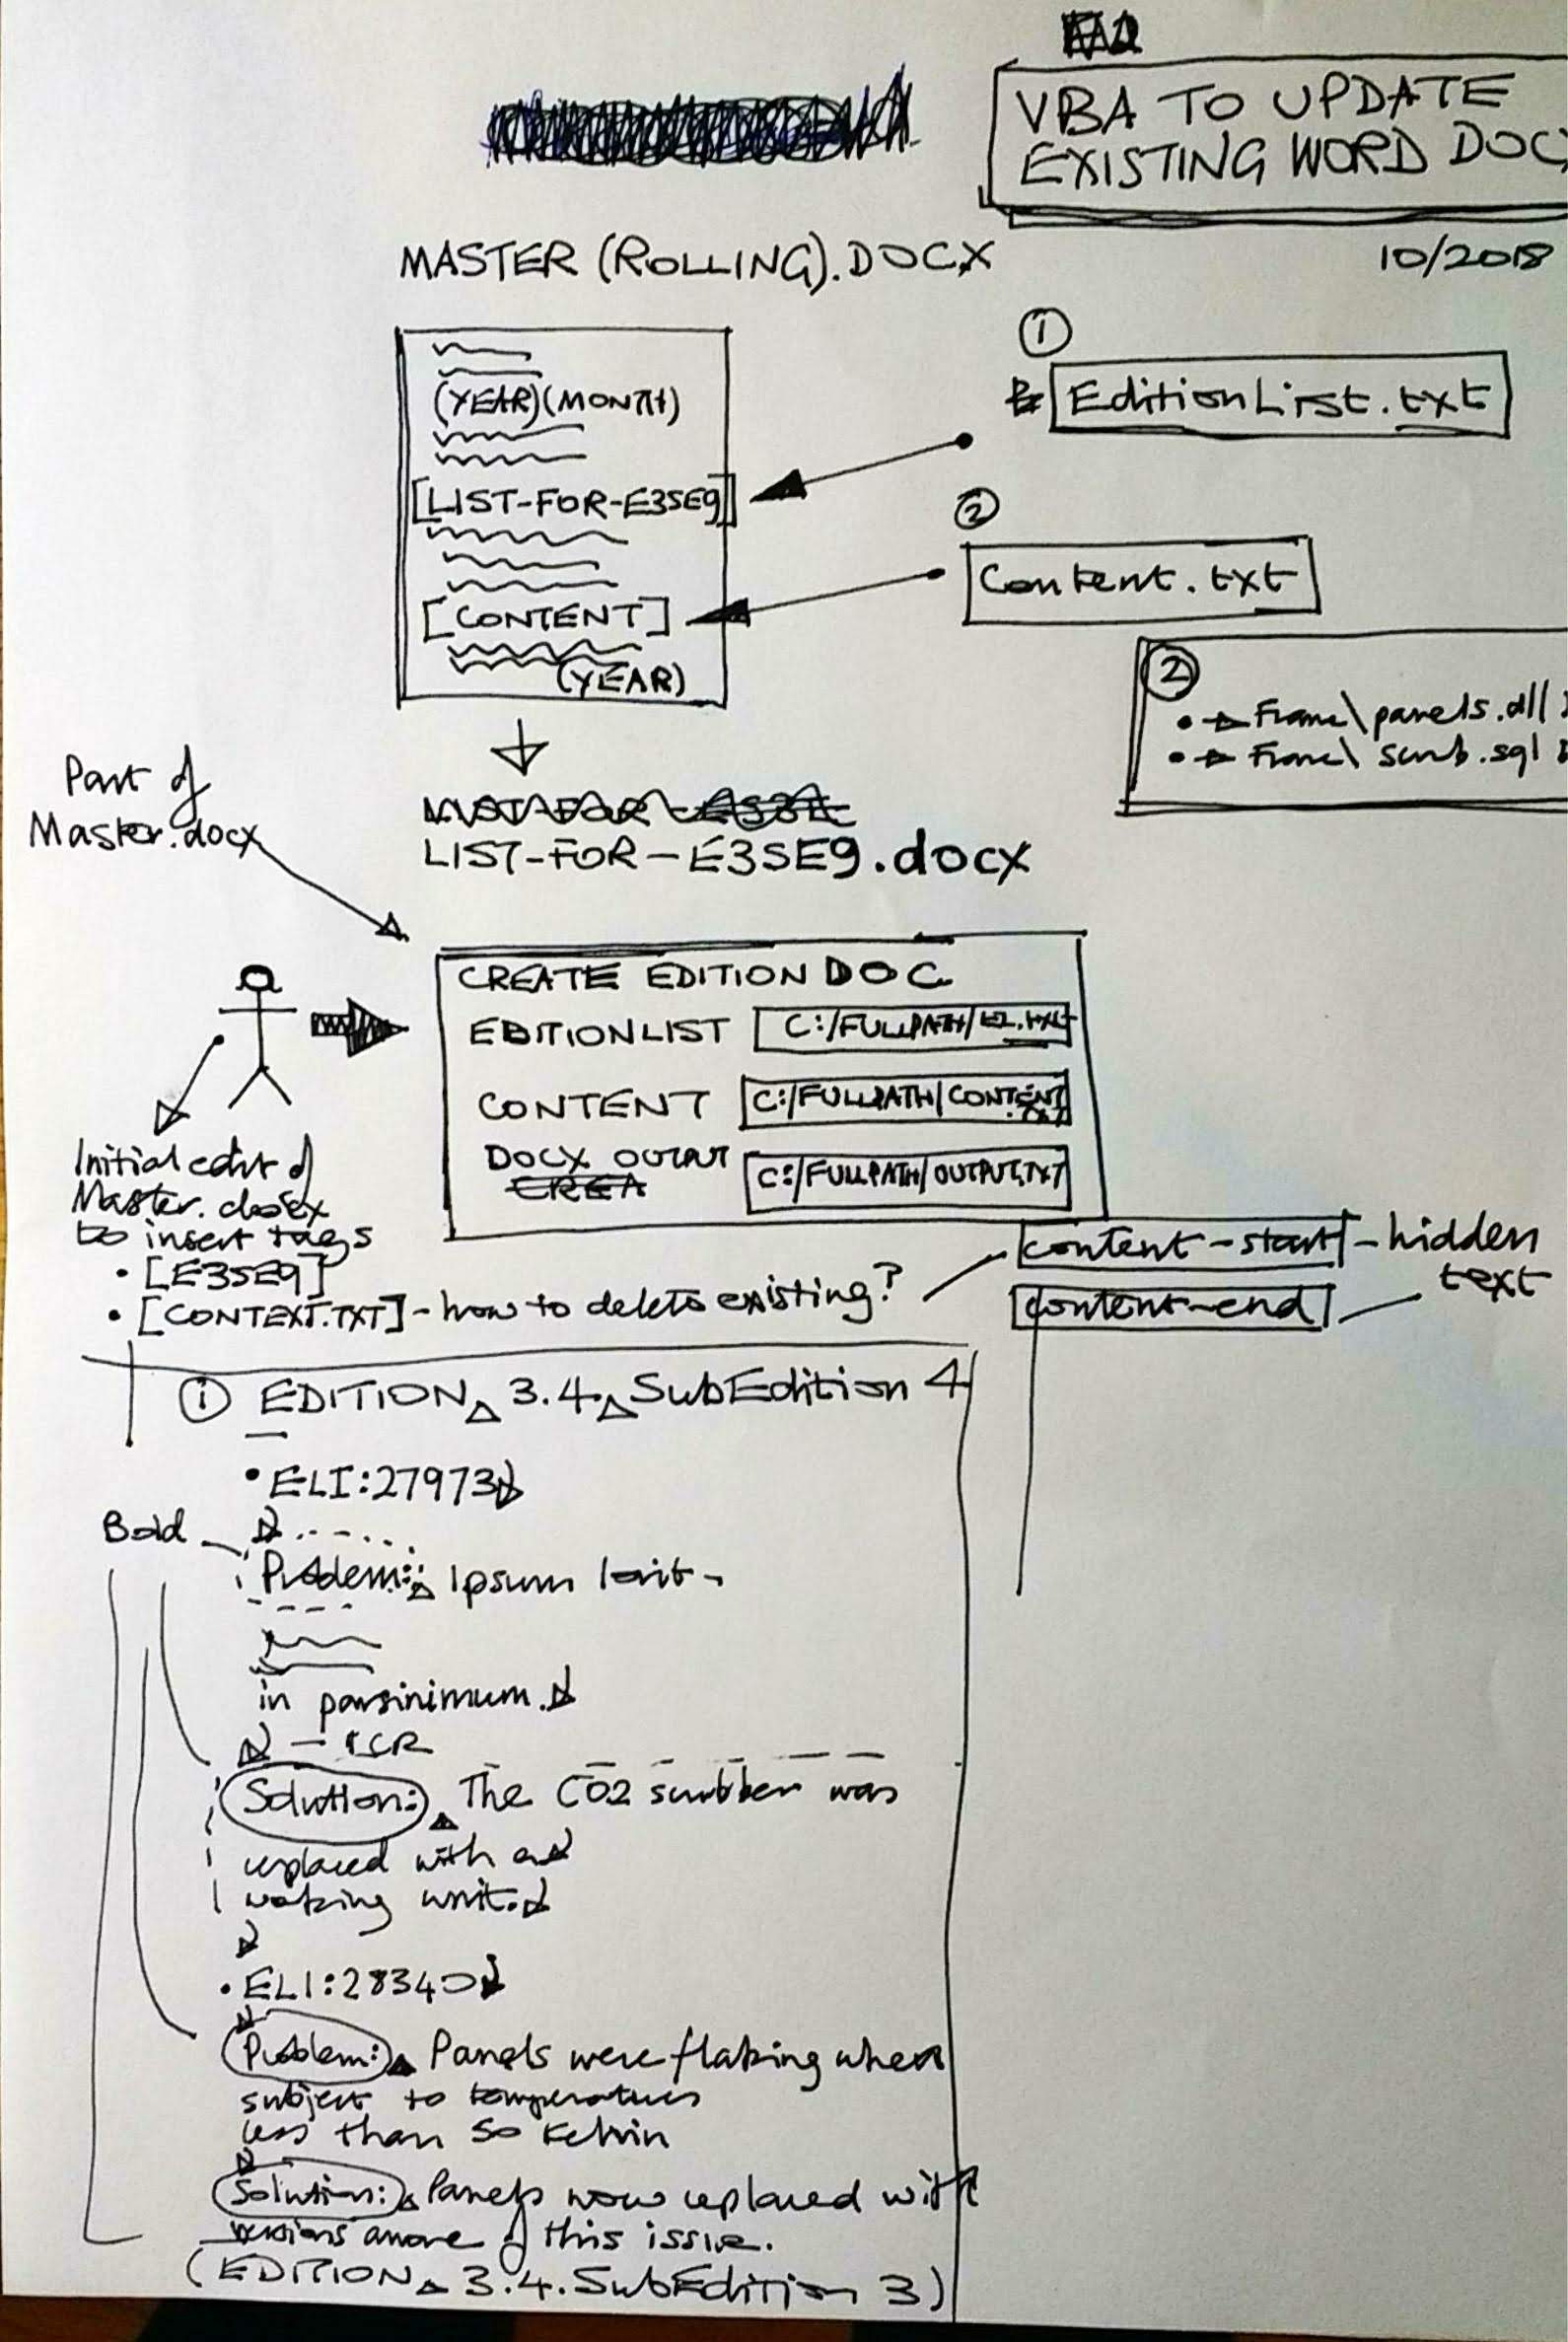 VBA TO UPDATE
EXISTING WORD DOC
10/2018
MASTER (ROLLING).DOCX
(YEAR)(MONTH)
[LIST-FOR-E3SE9]
[CONTENT]
(YEAR)
①
EditionList.txt
②
Content.txt
②
• Frame\panels.dll
• Frame\ scrub.sql
LIST-FOR-E3SE9.docx
Part of
Master.docx
CREATE EDITION DOC
EDITIONLIST C:/FULLPATH/EL.TXT
CONTENT C:/FULLPATH/CONTENT.TXT
DOCX OUTPUT C:/FULLPATH/OUTPUT.TXT
Initial edit of
Master.docx
to insert tags
• [E3SE9]
• [CONTEXT.TXT] - how to delete existing?
content-start - hidden
text
content-end
① EDITION 3.4 SubEdition 4
• ELI:27973
Bold
Problem: Ipsum
in parsinimum.
Solution: The CO2 scrubber was
replaced with a
working unit.
• ELI:28340
Problem: Panels were flaking when
subject to temperatures
less than 50 Kelvin
Solution: Panels now replaced with
versions aware of this issue.
(EDITION 3.4.SubEdition 3)